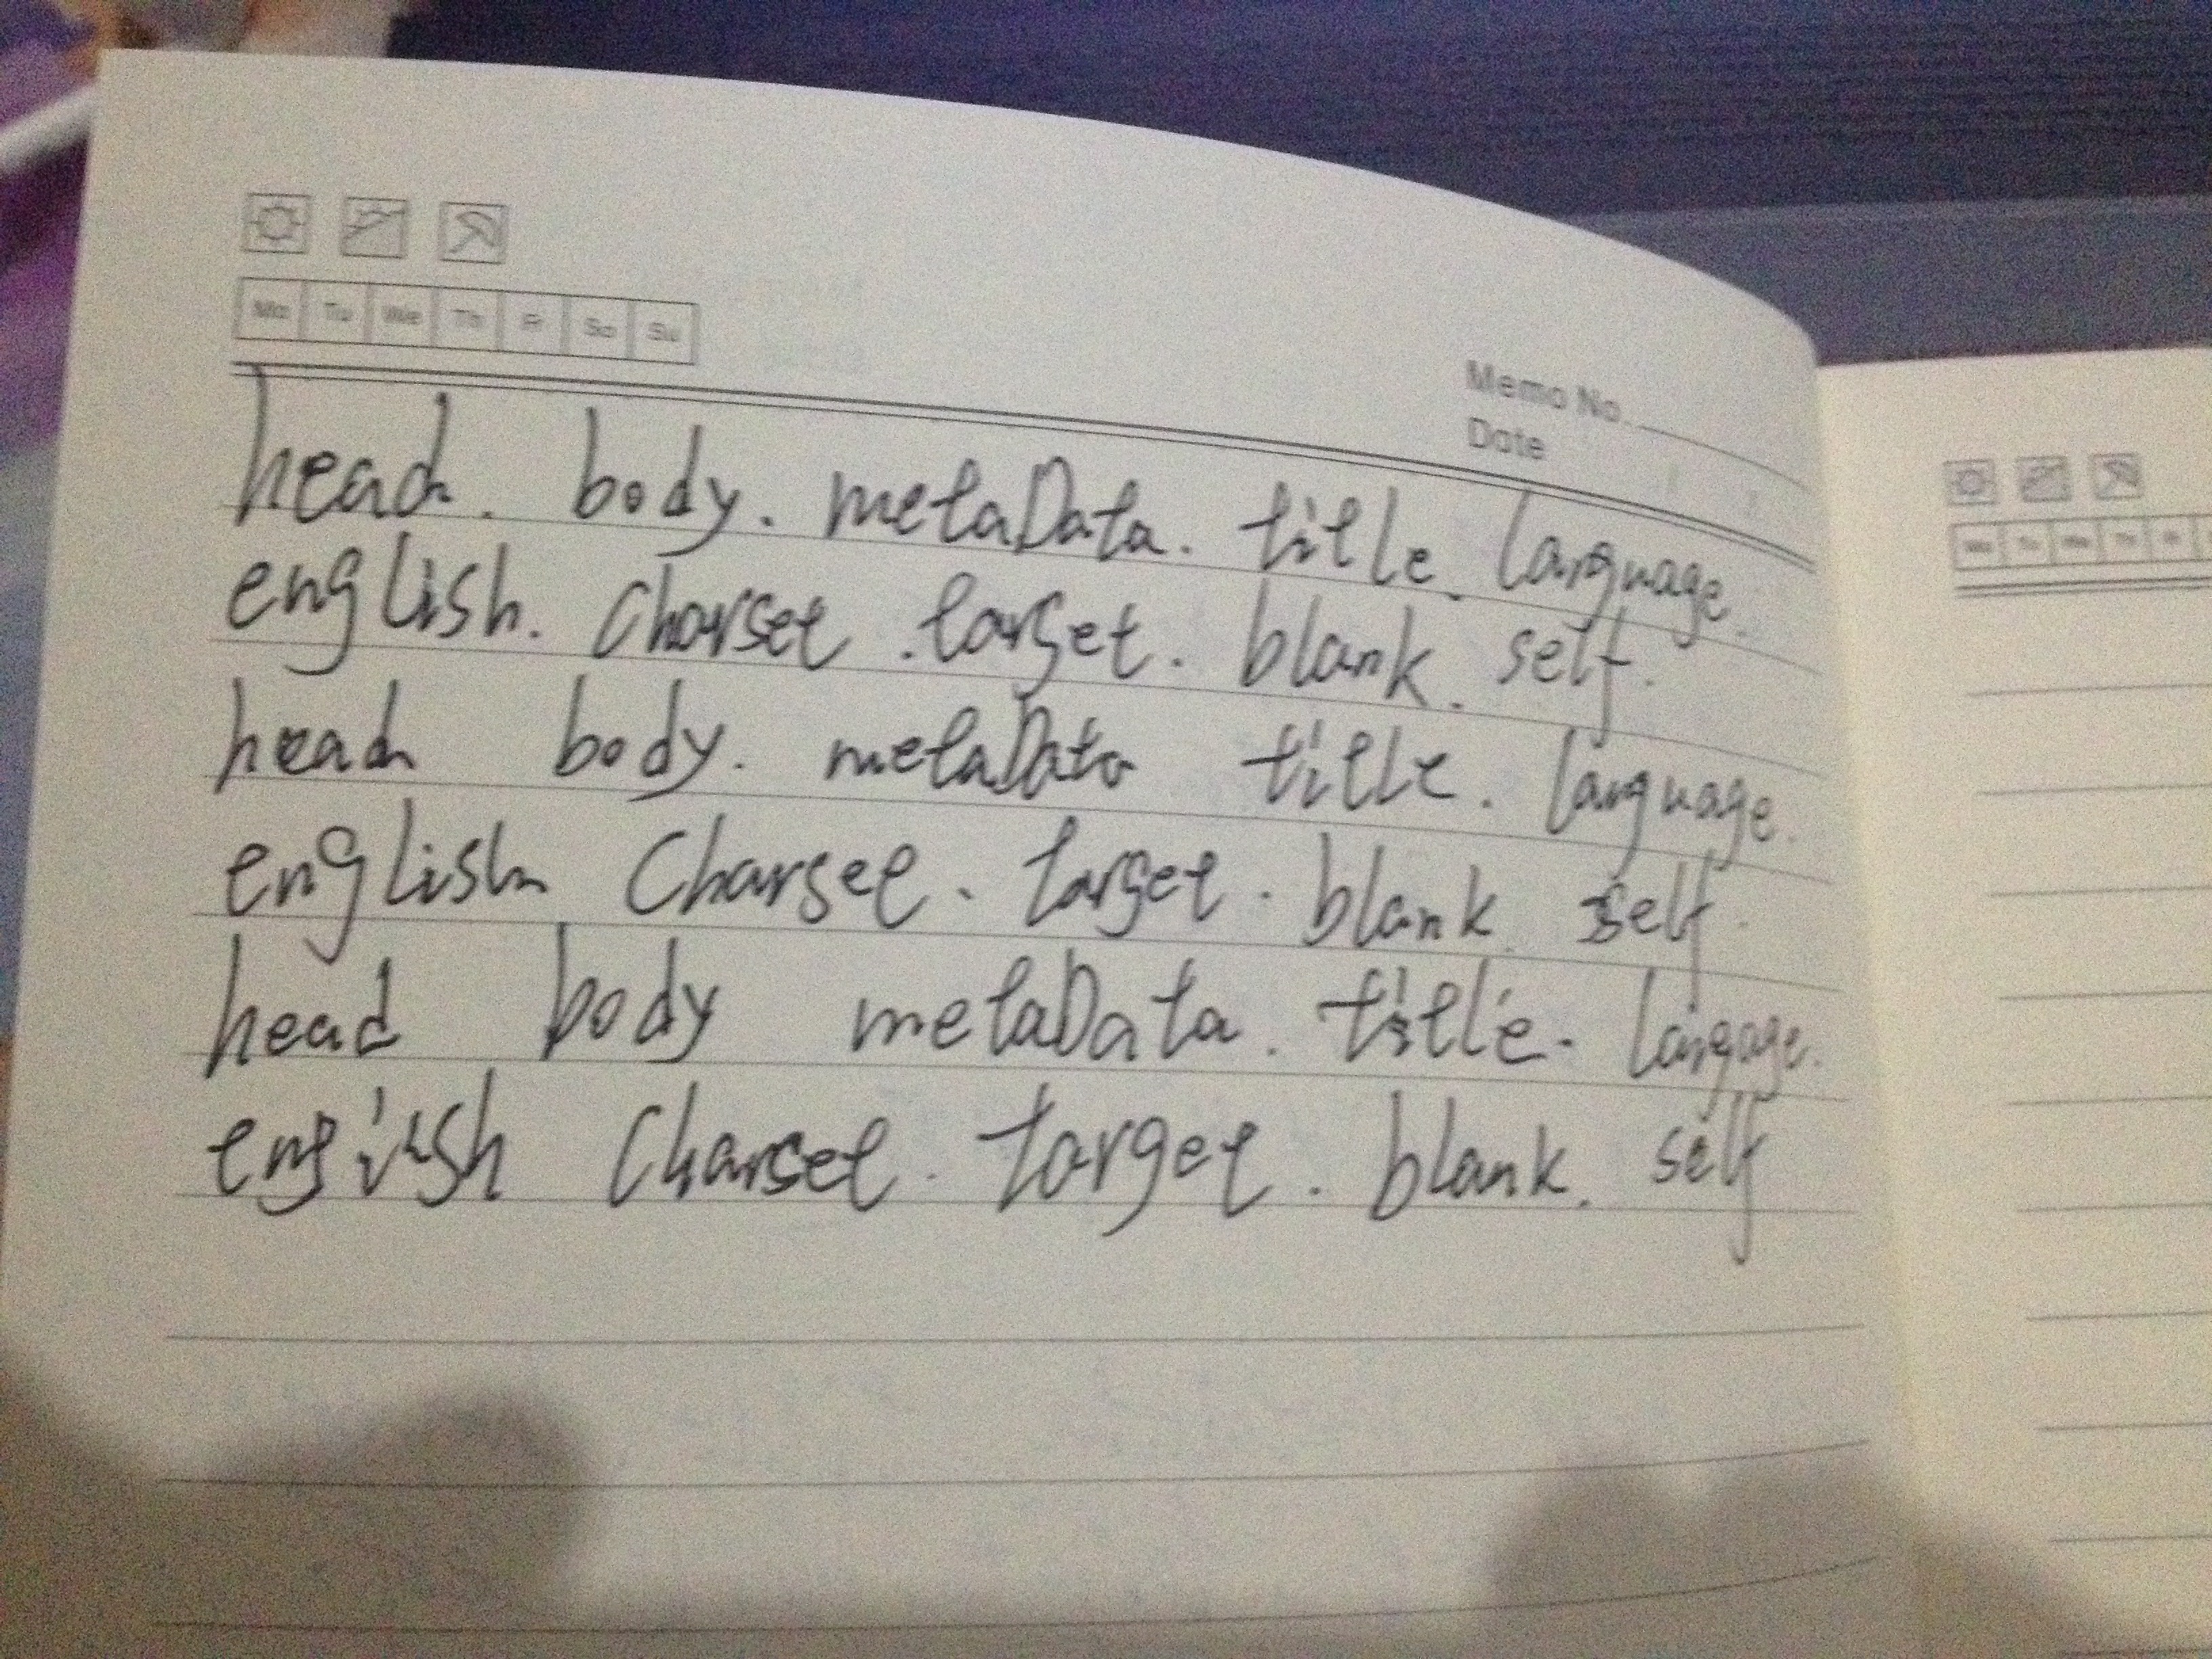 Mo Tu We Th Fr Sa Su
Memo No.
Date
head. body. metaData. title. language.
english. charset. target. blank. self.
head body. metaData title. language.
english charset. target. blank. self.
head body metaData. title. langage.
charset. target. blank. self